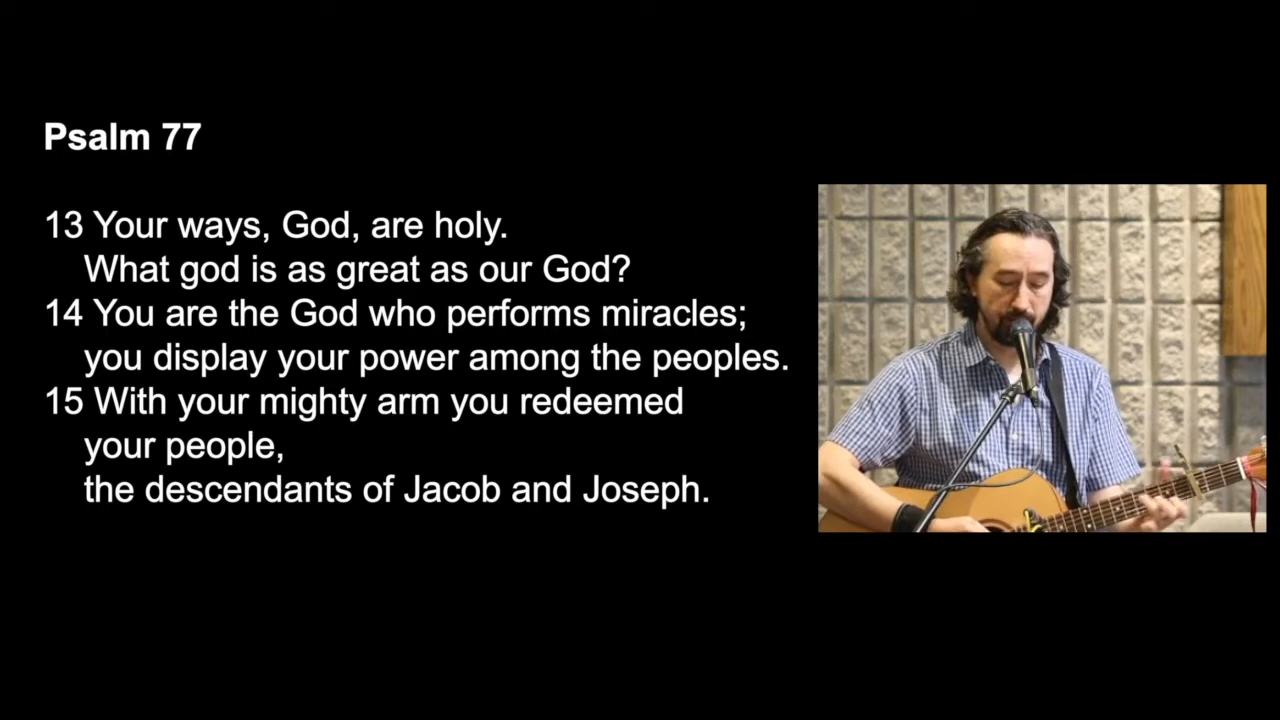 Psalm 77
13 Your ways, God, are holy.
What god is as great as our God?
14 You are the God who performs miracles;
you display your power among the peoples.
15 With your mighty arm you redeemed
your people,
the descendants of Jacob and Joseph.